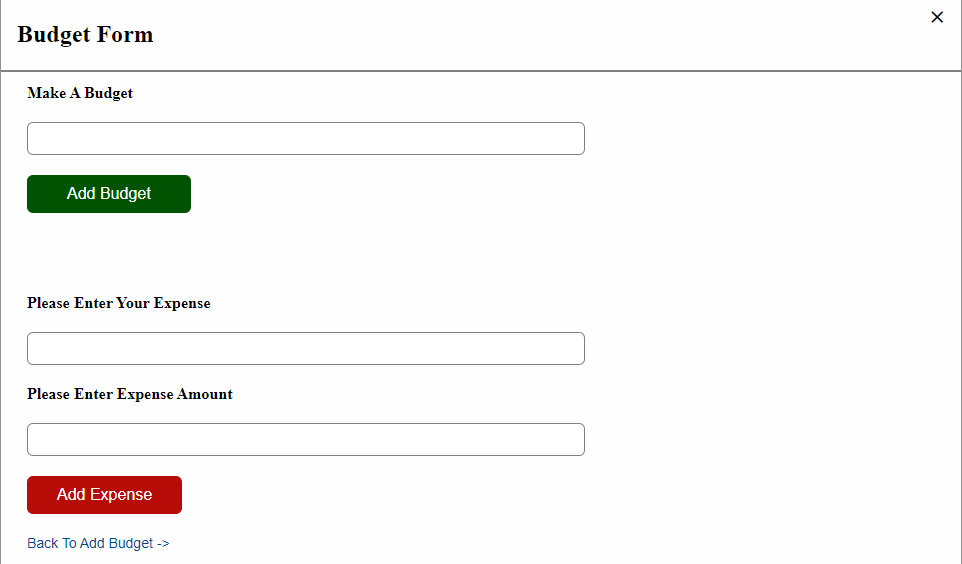 Budget Form
Make A Budget
Add Budget
Please Enter Your Expense
Please Enter Expense Amount
Add Expense
Back To Add Budget ->